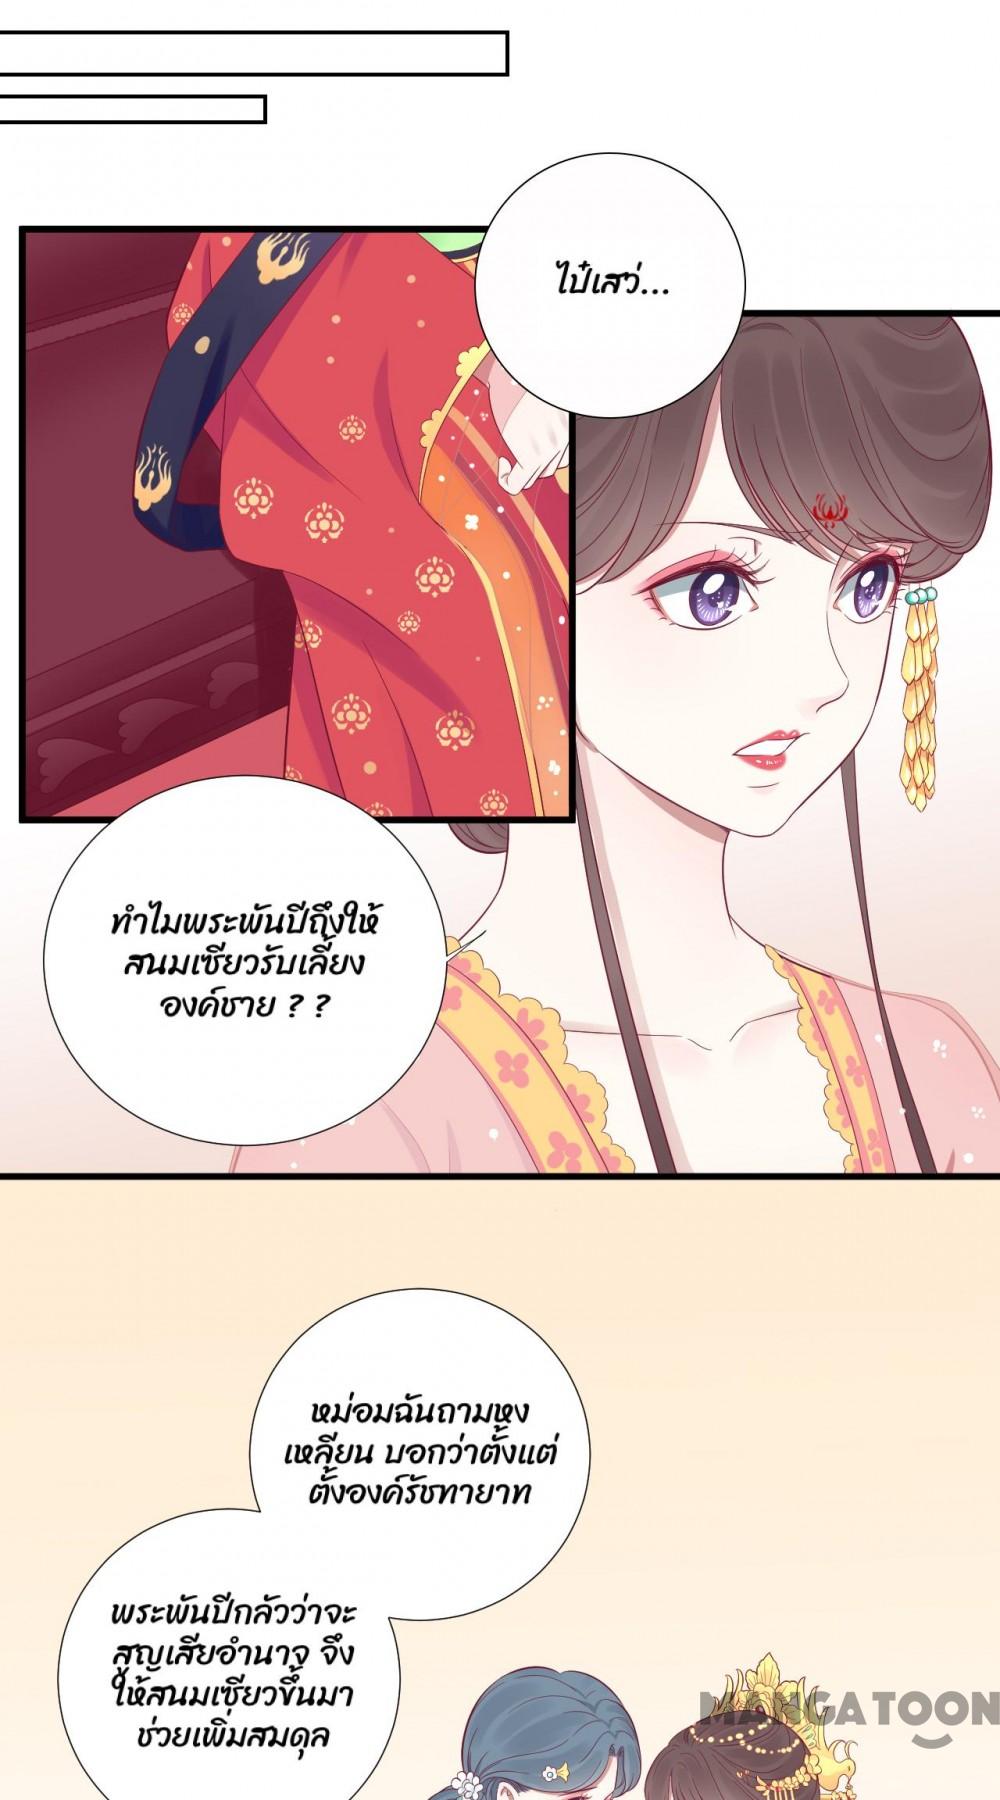 ไป๋เสว่...
ทำไมพระพันปีถึงให้
สนมเซียวรับเลี้ยง
องค์ชาย ? ?
หม่อมฉันถามหง
เหลียน บอกว่าตั้งแต่
ตั้งองค์รัชทายาท
พระพันปีกลัวว่าจะ
สูญเสียอำนาจ จึง
ให้สนมเซียวขึ้นมา
ช่วยเพิ่มสมดุล
MANGATOON